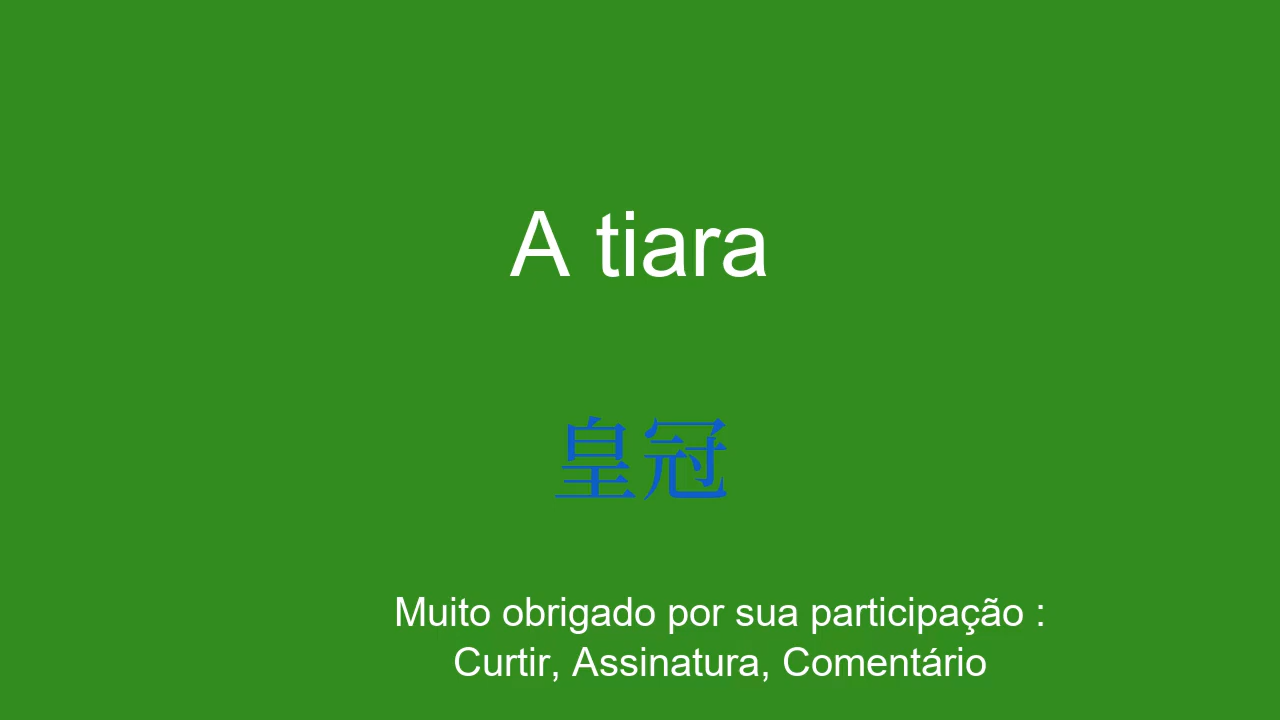 A tiara
皇冠
Muito obrigado por sua participação :
Curtir, Assinatura, Comentário